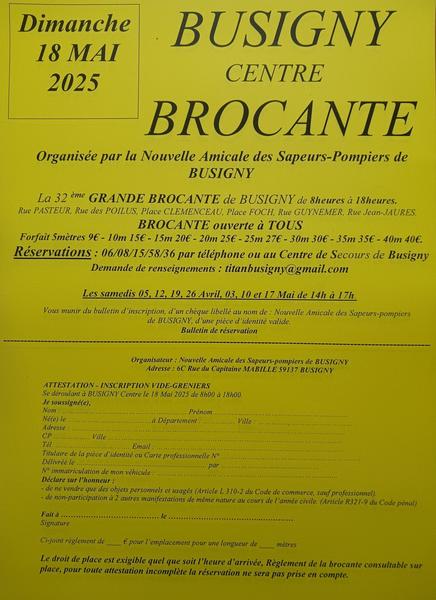 Dimanche
18 MAI
2025
BUSIGNY
CENTRE
BROCANTE
Organisée par la Nouvelle Amicale des Sapeurs-Pompiers de
BUSIGNY
La 32 ème GRANDE BROCANTE de BUSIGNY de 8heures à 18heures.
Rue PASTEUR, Rue des POILUS, Place CLEMENCEAU, Place FOCH, Rue GUYNEMER, Rue Jean-JAURES.
BROCANTE ouverte à TOUS
Forfait 5mètres 9€ - 10m 15€ - 15m 20€ - 20m 25€ - 25m 27€ - 30m 30€ - 35m 35€ - 40m 40€.
Réservations : 06/08/15/58/36 par téléphone ou au Centre de Secours de Busigny
Demande de renseignements : titanbusigny@gmail.com
Les samedis 05, 12, 19, 26 Avril, 03, 10 et 17 Mai de 14h à 17h
Vous munir du bulletin d'inscription, d'un chèque libellé au nom de : Nouvelle Amicale des Sapeurs-pompiers
de BUSIGNY, d'une pièce d'identité valide.
Bulletin de réservation
Organisateur : Nouvelle Amicale des Sapeurs-pompiers de BUSIGNY
Adresse : 6C Rue du Capitaine MABILLE 59137 BUSIGNY
ATTESTATION - INSCRIPTION VIDE-GRENIERS
Se déroulant à BUSIGNY Centre le 18 Mai 2025 de 8h00 à 18h00.
Je soussigné(e),
Nom : Prénom :
Né(e) le à Département : Ville :
Adresse :
CP Ville
Tél Email :
Titulaire de la pièce d'identité ou Carte professionnelle N°
Délivrée le par
N° immatriculation de mon véhicule :
Déclare sur l'honneur :
- de ne vendre que des objets personnels et usagés (Article L 310-2 du Code de commerce, sauf professionnel).
- de non-participation à 2 autres manifestations de même nature au cours de l'année civile. (Article R321-9 du Code pénal)
Fait à le
Signature
Ci-joint règlement de ____ € pour l'emplacement pour une longueur de ____ mètres
Le droit de place est exigible quel que soit l'heure d'arrivée, Règlement de la brocante consultable sur
place, pour toute attestation incomplète la réservation ne sera pas prise en compte.